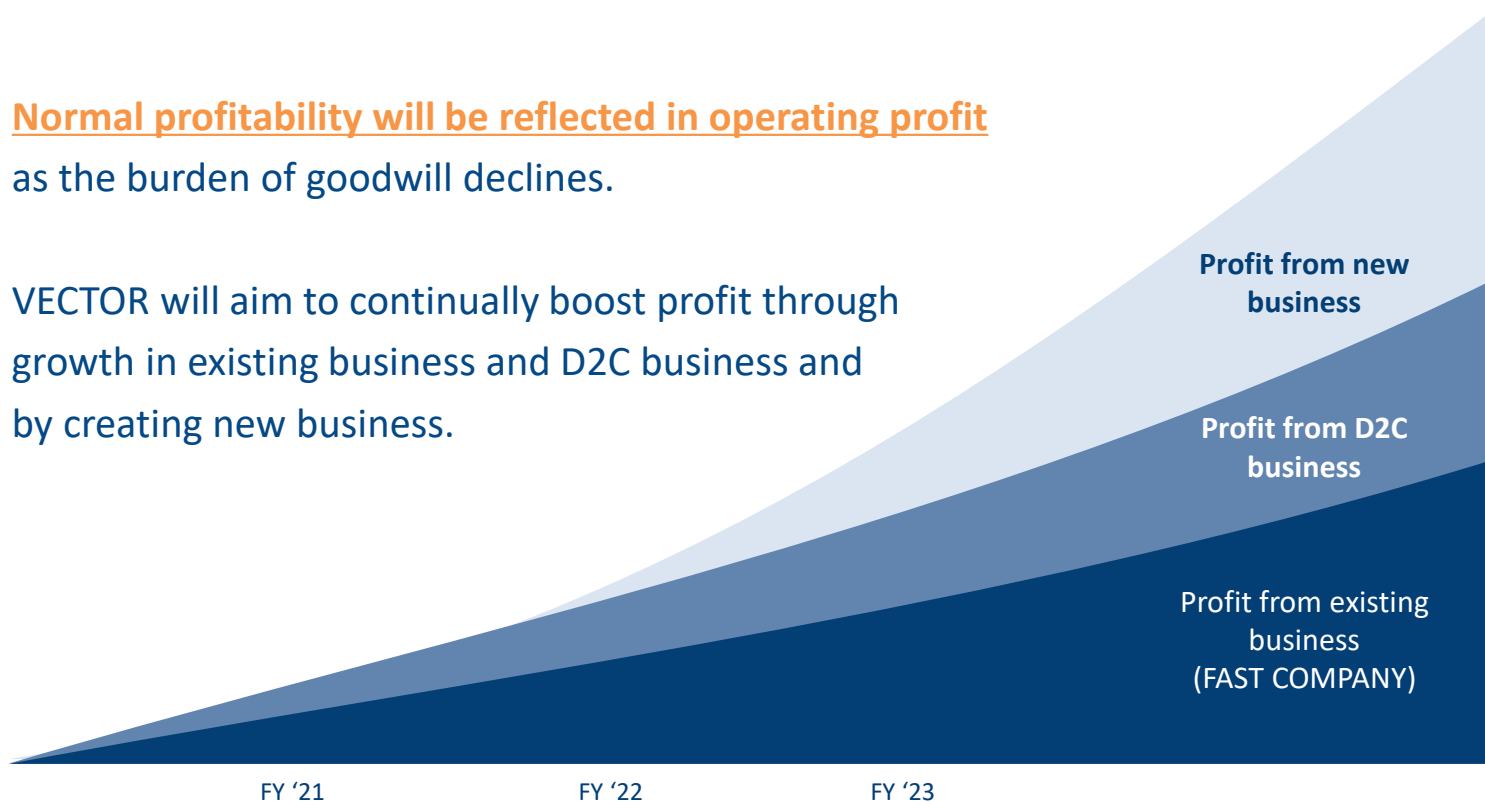 Normal profitability will be reflected in operating profit
as the burden of goodwill declines.
VECTOR will aim to continually boost profit through
growth in existing business and D2C business and
by creating new business.
Profit from new
business
Profit from D2C
business
Profit from existing
business
(FAST COMPANY)
FY ‘21
FY ‘22
FY ‘23